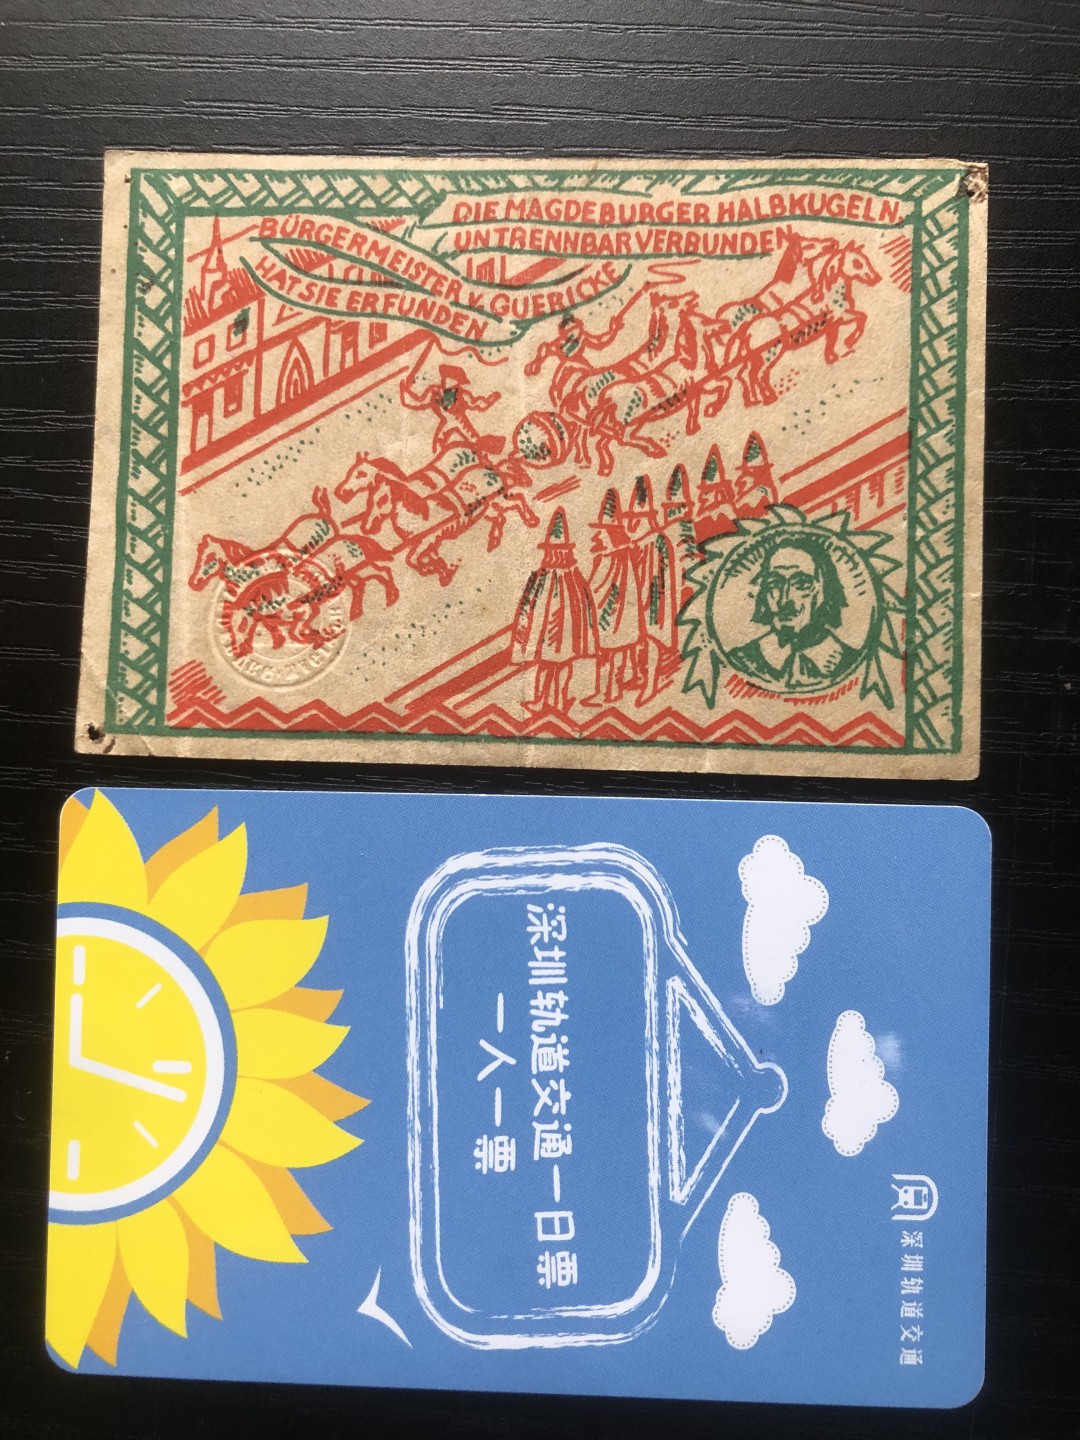 DIE MAGDEBURGER HALBKUGELN,
UNTRENNBAR VERBUNDEN
BÜRGERMEISTER V. GUERICKE
HAT SIE ERFUNDEN
深圳轨道交通一日票
一人一票
深圳轨道交通